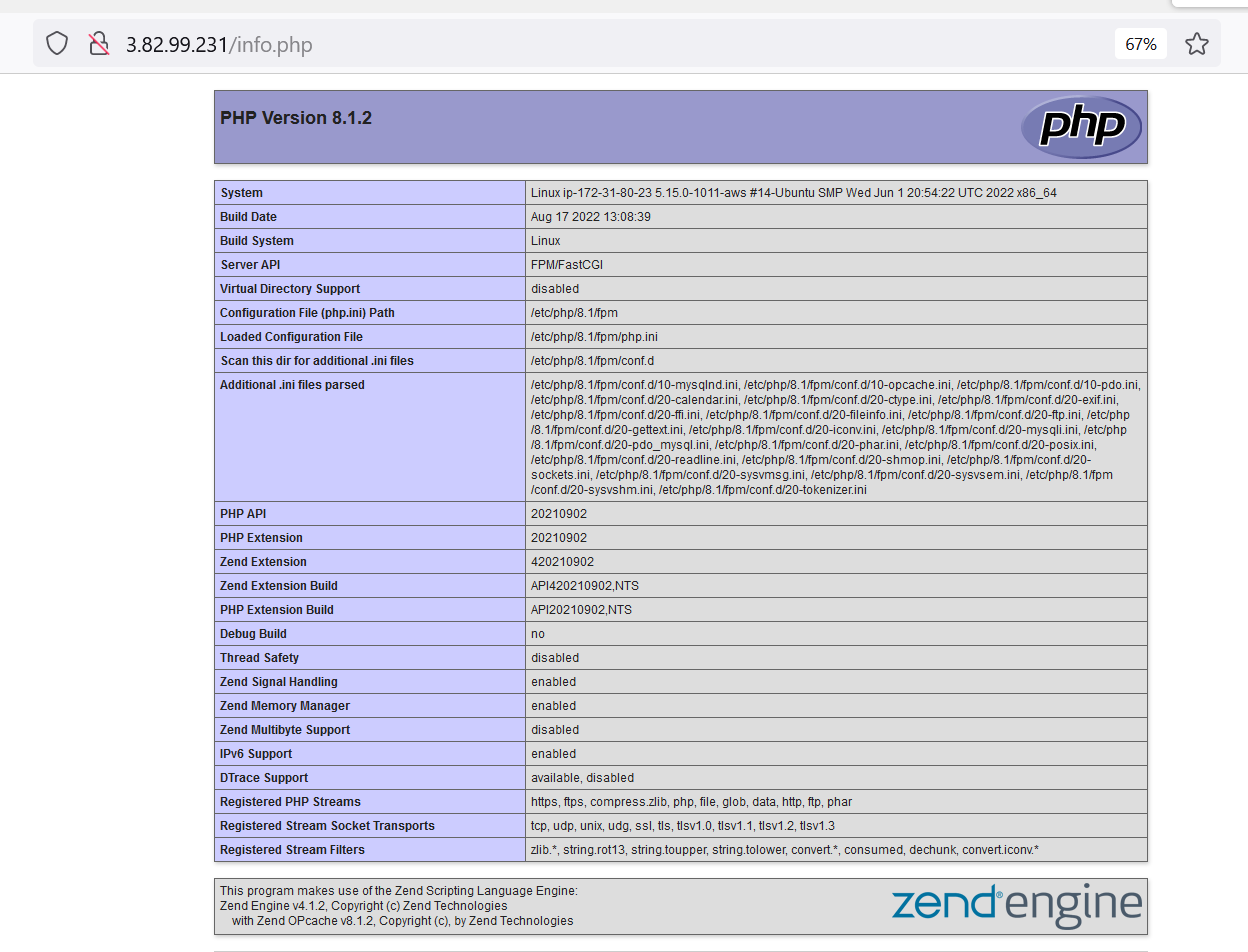 3.82.99.231/info.php
67%
PHP Version 8.1.2
php
System Linux ip-172-31-80-23 5.15.0-1011-aws #14-Ubuntu SMP Wed Jun 1 20:54:22 UTC 2022 x86_64
Build Date Aug 17 2022 13:08:39
Build System Linux
Server API FPM/FastCGI
Virtual Directory Support disabled
Configuration File (php.ini) Path /etc/php/8.1/fpm
Loaded Configuration File /etc/php/8.1/fpm/php.ini
Scan this dir for additional .ini files /etc/php/8.1/fpm/conf.d
Additional .ini files parsed /etc/php/8.1/fpm/conf.d/10-mysqlnd.ini, /etc/php/8.1/fpm/conf.d/10-opcache.ini, /etc/php/8.1/fpm/conf.d/10-pdo.ini,
/etc/php/8.1/fpm/conf.d/20-calendar.ini, /etc/php/8.1/fpm/conf.d/20-ctype.ini, /etc/php/8.1/fpm/conf.d/20-exif.ini,
/etc/php/8.1/fpm/conf.d/20-ffi.ini, /etc/php/8.1/fpm/conf.d/20-fileinfo.ini, /etc/php/8.1/fpm/conf.d/20-ftp.ini, /etc/php
/8.1/fpm/conf.d/20-gettext.ini, /etc/php/8.1/fpm/conf.d/20-iconv.ini, /etc/php/8.1/fpm/conf.d/20-mysqli.ini, /etc/php
/8.1/fpm/conf.d/20-pdo_mysql.ini, /etc/php/8.1/fpm/conf.d/20-phar.ini, /etc/php/8.1/fpm/conf.d/20-posix.ini,
/etc/php/8.1/fpm/conf.d/20-readline.ini, /etc/php/8.1/fpm/conf.d/20-shmop.ini, /etc/php/8.1/fpm/conf.d/20-
sockets.ini, /etc/php/8.1/fpm/conf.d/20-sysvmsg.ini, /etc/php/8.1/fpm/conf.d/20-sysvsem.ini, /etc/php/8.1/fpm
/conf.d/20-sysvshm.ini, /etc/php/8.1/fpm/conf.d/20-tokenizer.ini
PHP API 20210902
PHP Extension 20210902
Zend Extension 420210902
Zend Extension Build API420210902,NTS
PHP Extension Build API20210902,NTS
Debug Build no
Thread Safety disabled
Zend Signal Handling enabled
Zend Memory Manager enabled
Zend Multibyte Support disabled
IPv6 Support enabled
DTrace Support available, disabled
Registered PHP Streams https, ftps, compress.zlib, php, file, glob, data, http, ftp, phar
Registered Stream Socket Transports tcp, udp, unix, udg, ssl, tls, tlsv1.0, tlsv1.1, tlsv1.2, tlsv1.3
Registered Stream Filters zlib.*, string.rot13, string.toupper, string.tolower, convert.*, consumed, dechunk, convert.iconv.*
This program makes use of the Zend Scripting Language Engine:
Zend Engine v4.1.2, Copyright (c) Zend Technologies
with Zend OPcache v8.1.2, Copyright (c), by Zend Technologies
zend® engine